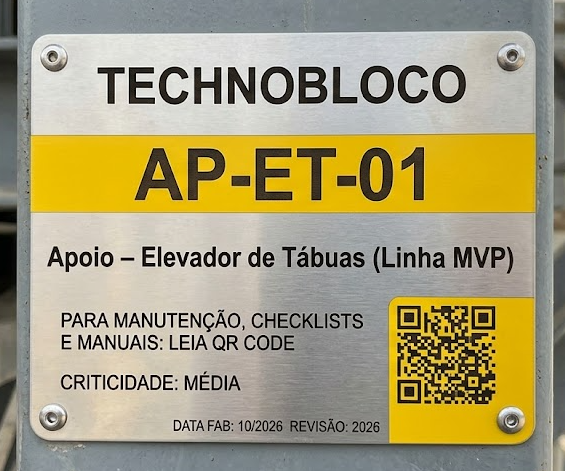 TECHNOBLOCO
AP-ET-01
Apoio – Elevador de Tábuas (Linha MVP)
PARA MANUTENÇÃO, CHECKLISTS
E MANUAIS: LEIA QR CODE
CRITICIDADE: MÉDIA
DATA FAB: 10/2026 REVISÃO: 2026